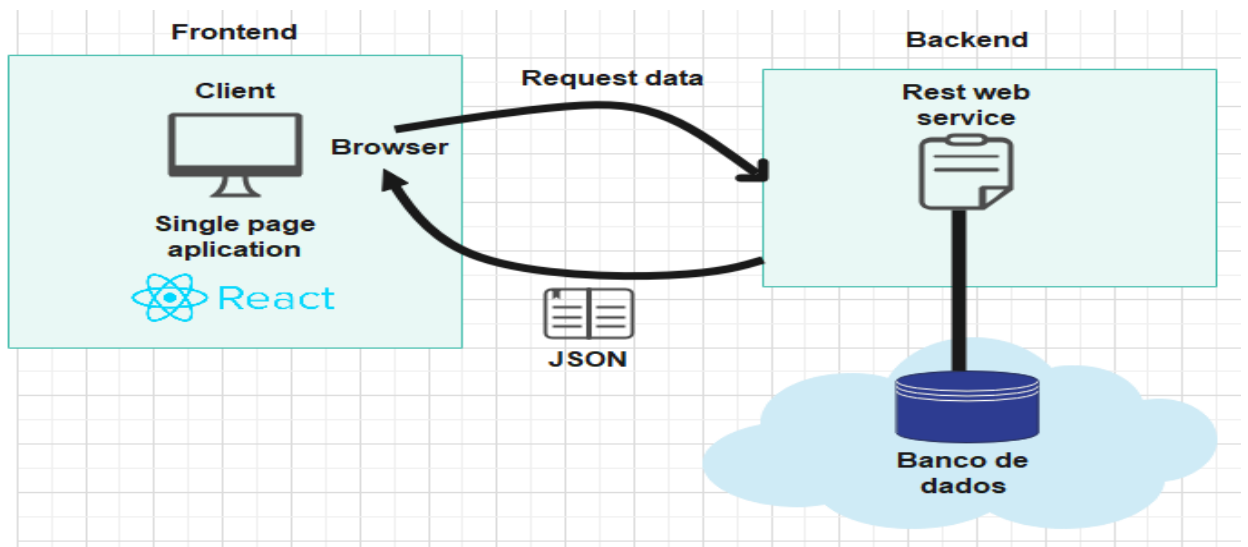 Frontend
Client
Browser
Single page
aplication
React
Request data
JSON
Backend
Rest web
service
Banco de
dados